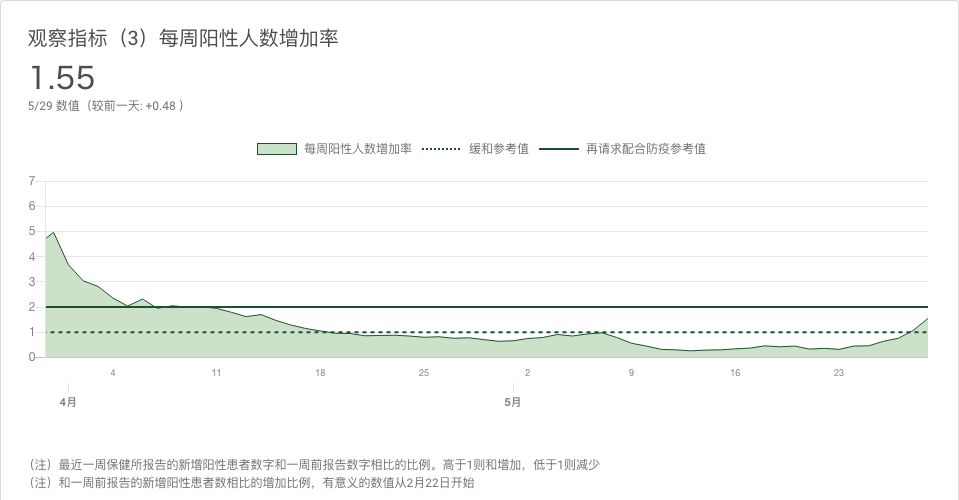 观察指标（3）每周阳性人数增加率
1.55
5/29 数值（较前一天: +0.48 ）
每周阳性人数增加率 缓和参考值 再请求配合防疫参考值
7
6
5
4
3
2
1
0
4 11 18 25 2 9 16 23
4月 5月
（注）最近一周保健所报告的新增阳性患者数字和一周前报告数字相比的比例。高于1则和增加，低于1则减少
（注）和一周前报告的新增阳性患者数相比的增加比例，有意义的数值从2月22日开始